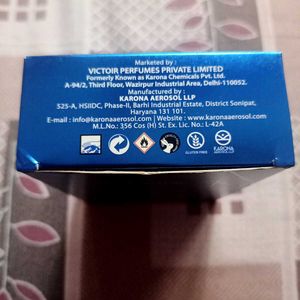 Marketed by :
VICTOIR PERFUMES PRIVATE LIMITED
Formerly Known as Karona Chemicals Pvt. Ltd.
A-94/2, Third Floor, Wazirpur Industrial Area, Delhi-110052.
Manufactured by :
KARONA AEROSOL LLP
525-A, HSIIDC, Phase-II, Barhi Industrial Estate, District Sonipat,
Haryana 131 101.
E-mail : info@karonaaerosol.com | Website : www.karonaaerosol.com
M.L.No.: 356 Cos (H) St. Ex. Lic. No.: L-42A
GLUTEN FREE
KARONA
AEROSOL LLP